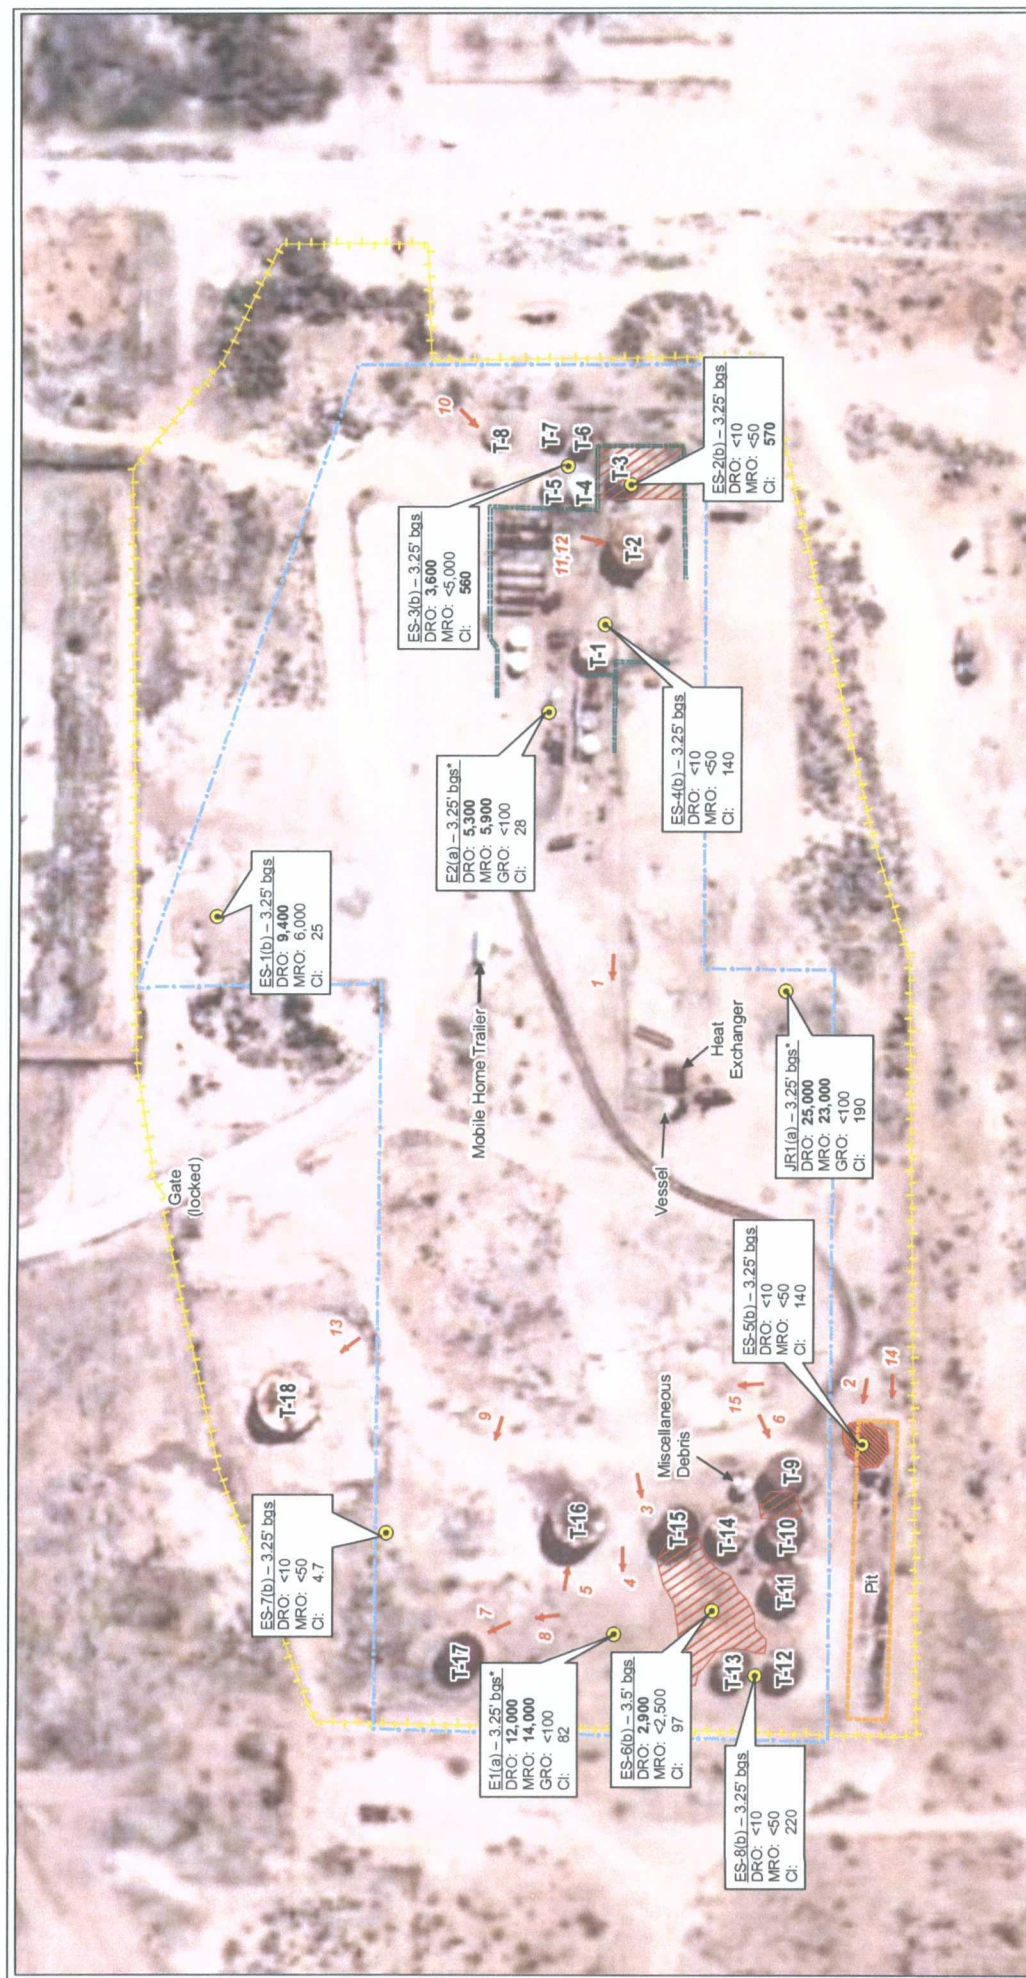 Gate
(locked)
T-18
13
ES-7(b) – 3.25' bgs
DRO: <10
MRO: <50
Cl: 4.7
ES-1(b) – 3.25' bgs
DRO: 9,400
MRO: 6,000
Cl: 25
T-17
7
8
5
T-16
9
Mobile Home Trailer
E2(a) – 3.25' bgs*
DRO: 5,300
MRO: 5,900
GRO: <100
Cl: 28
ES-3(b) – 3.25' bgs
DRO: 3,600
MRO: <5,000
Cl: 560
10
T-8
T-7
T-6
T-5
T-4
T-3
11,12
T-2
T-1
E1(a) – 3.25' bgs*
DRO: 12,000
MRO: 14,000
GRO: <100
Cl: 82
4
3
T-15
T-14
Miscellaneous
Debris
1
Vessel
Heat
Exchanger
ES-6(b) – 3.5' bgs
DRO: 2,900
MRO: <2,500
Cl: 97
T-13
T-12
T-11
T-10
T-9
15
6
ES-4(b) – 3.25' bgs
DRO: <10
MRO: <50
Cl: 140
ES-2(b) – 3.25' bgs
DRO: <10
MRO: <50
Cl: 570
ES-8(b) – 3.25' bgs
DRO: <10
MRO: <50
Cl: 220
ES-5(b) – 3.25' bgs
DRO: <10
MRO: <50
Cl: 140
JR1(a) – 3.25' bgs*
DRO: 25,000
MRO: 23,000
GRO: <100
Cl: 190
2
14
Pit